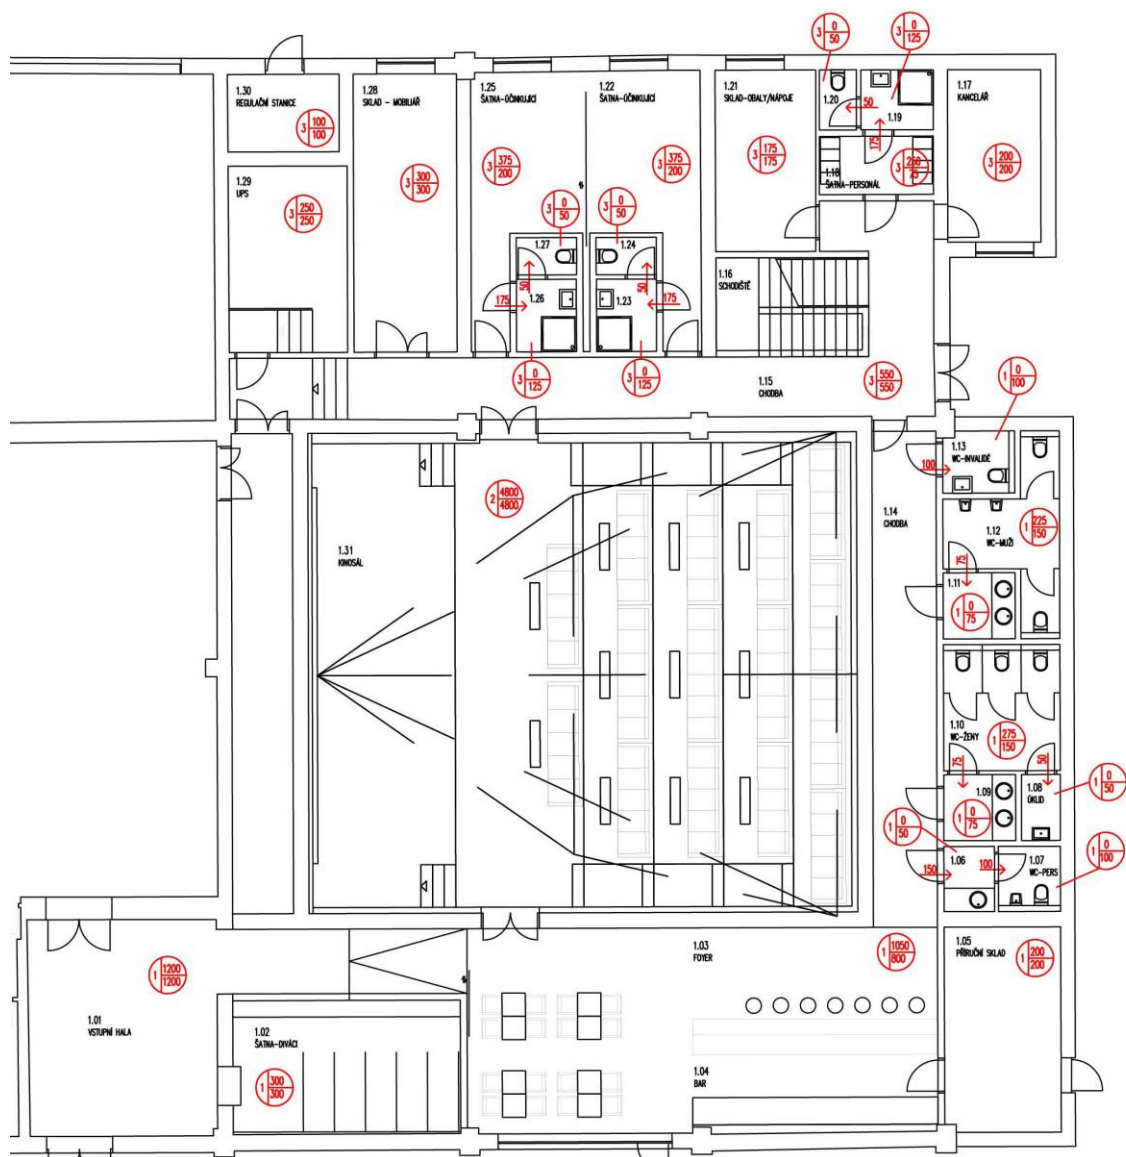 3 0 50
3 0 125
1.30
REGULAČNÍ STANICE
3 100 100
1.28
SKLAD - MOBILIÁŘ
3 300 300
1.25
ŠATNA-ÚČINKUJÍCÍ
3 375 200
1.22
ŠATNA-ÚČINKUJÍCÍ
3 375 200
1.21
SKLAD-OBALY/NÁPOJE
3 175 175
1.20
50
1.19
175
1.18
ŠATNA-PERSONÁL
1.17
KANCELÁŘ
3 200 200
1.29
UPS
3 250 250
3 0 50
3 0 50
1.27
1.24
50
50
175
1.26
1.23
175
1.16
SCHODIŠTĚ
3 0 125
3 0 125
1.15
CHODBA
3 550 550
1 0 100
1.13
WC-INVALIDÉ
100
2 4800 4800
1.31
KINOSÁL
1.14
CHODBA
1.12
WC-MUŽI
1 225 150
75
1.11
1 0 75
1.10
WC-ŽENY
1 275 150
75
50
1.09
1 0 75
1.08
ÚKLID
1 0 50
1 0 50
1.06
150
100
1.07
WC-PERS
1 0 100
1.03
FOYER
1 1050 800
1.05
PŘÍRUČNÍ SKLAD
1 200 200
1 1200 1200
1.01
VSTUPNÍ HALA
1.02
ŠATNA-DIVÁCI
1 300 300
1.04
BAR